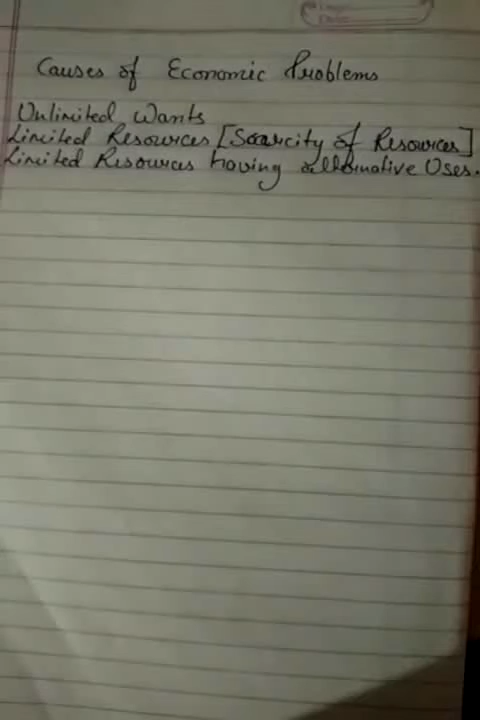 Causes of Economic Problems
Unlimited Wants
Limited Resources [Scarcity of Resources]
Limited Resources having alternative Uses.